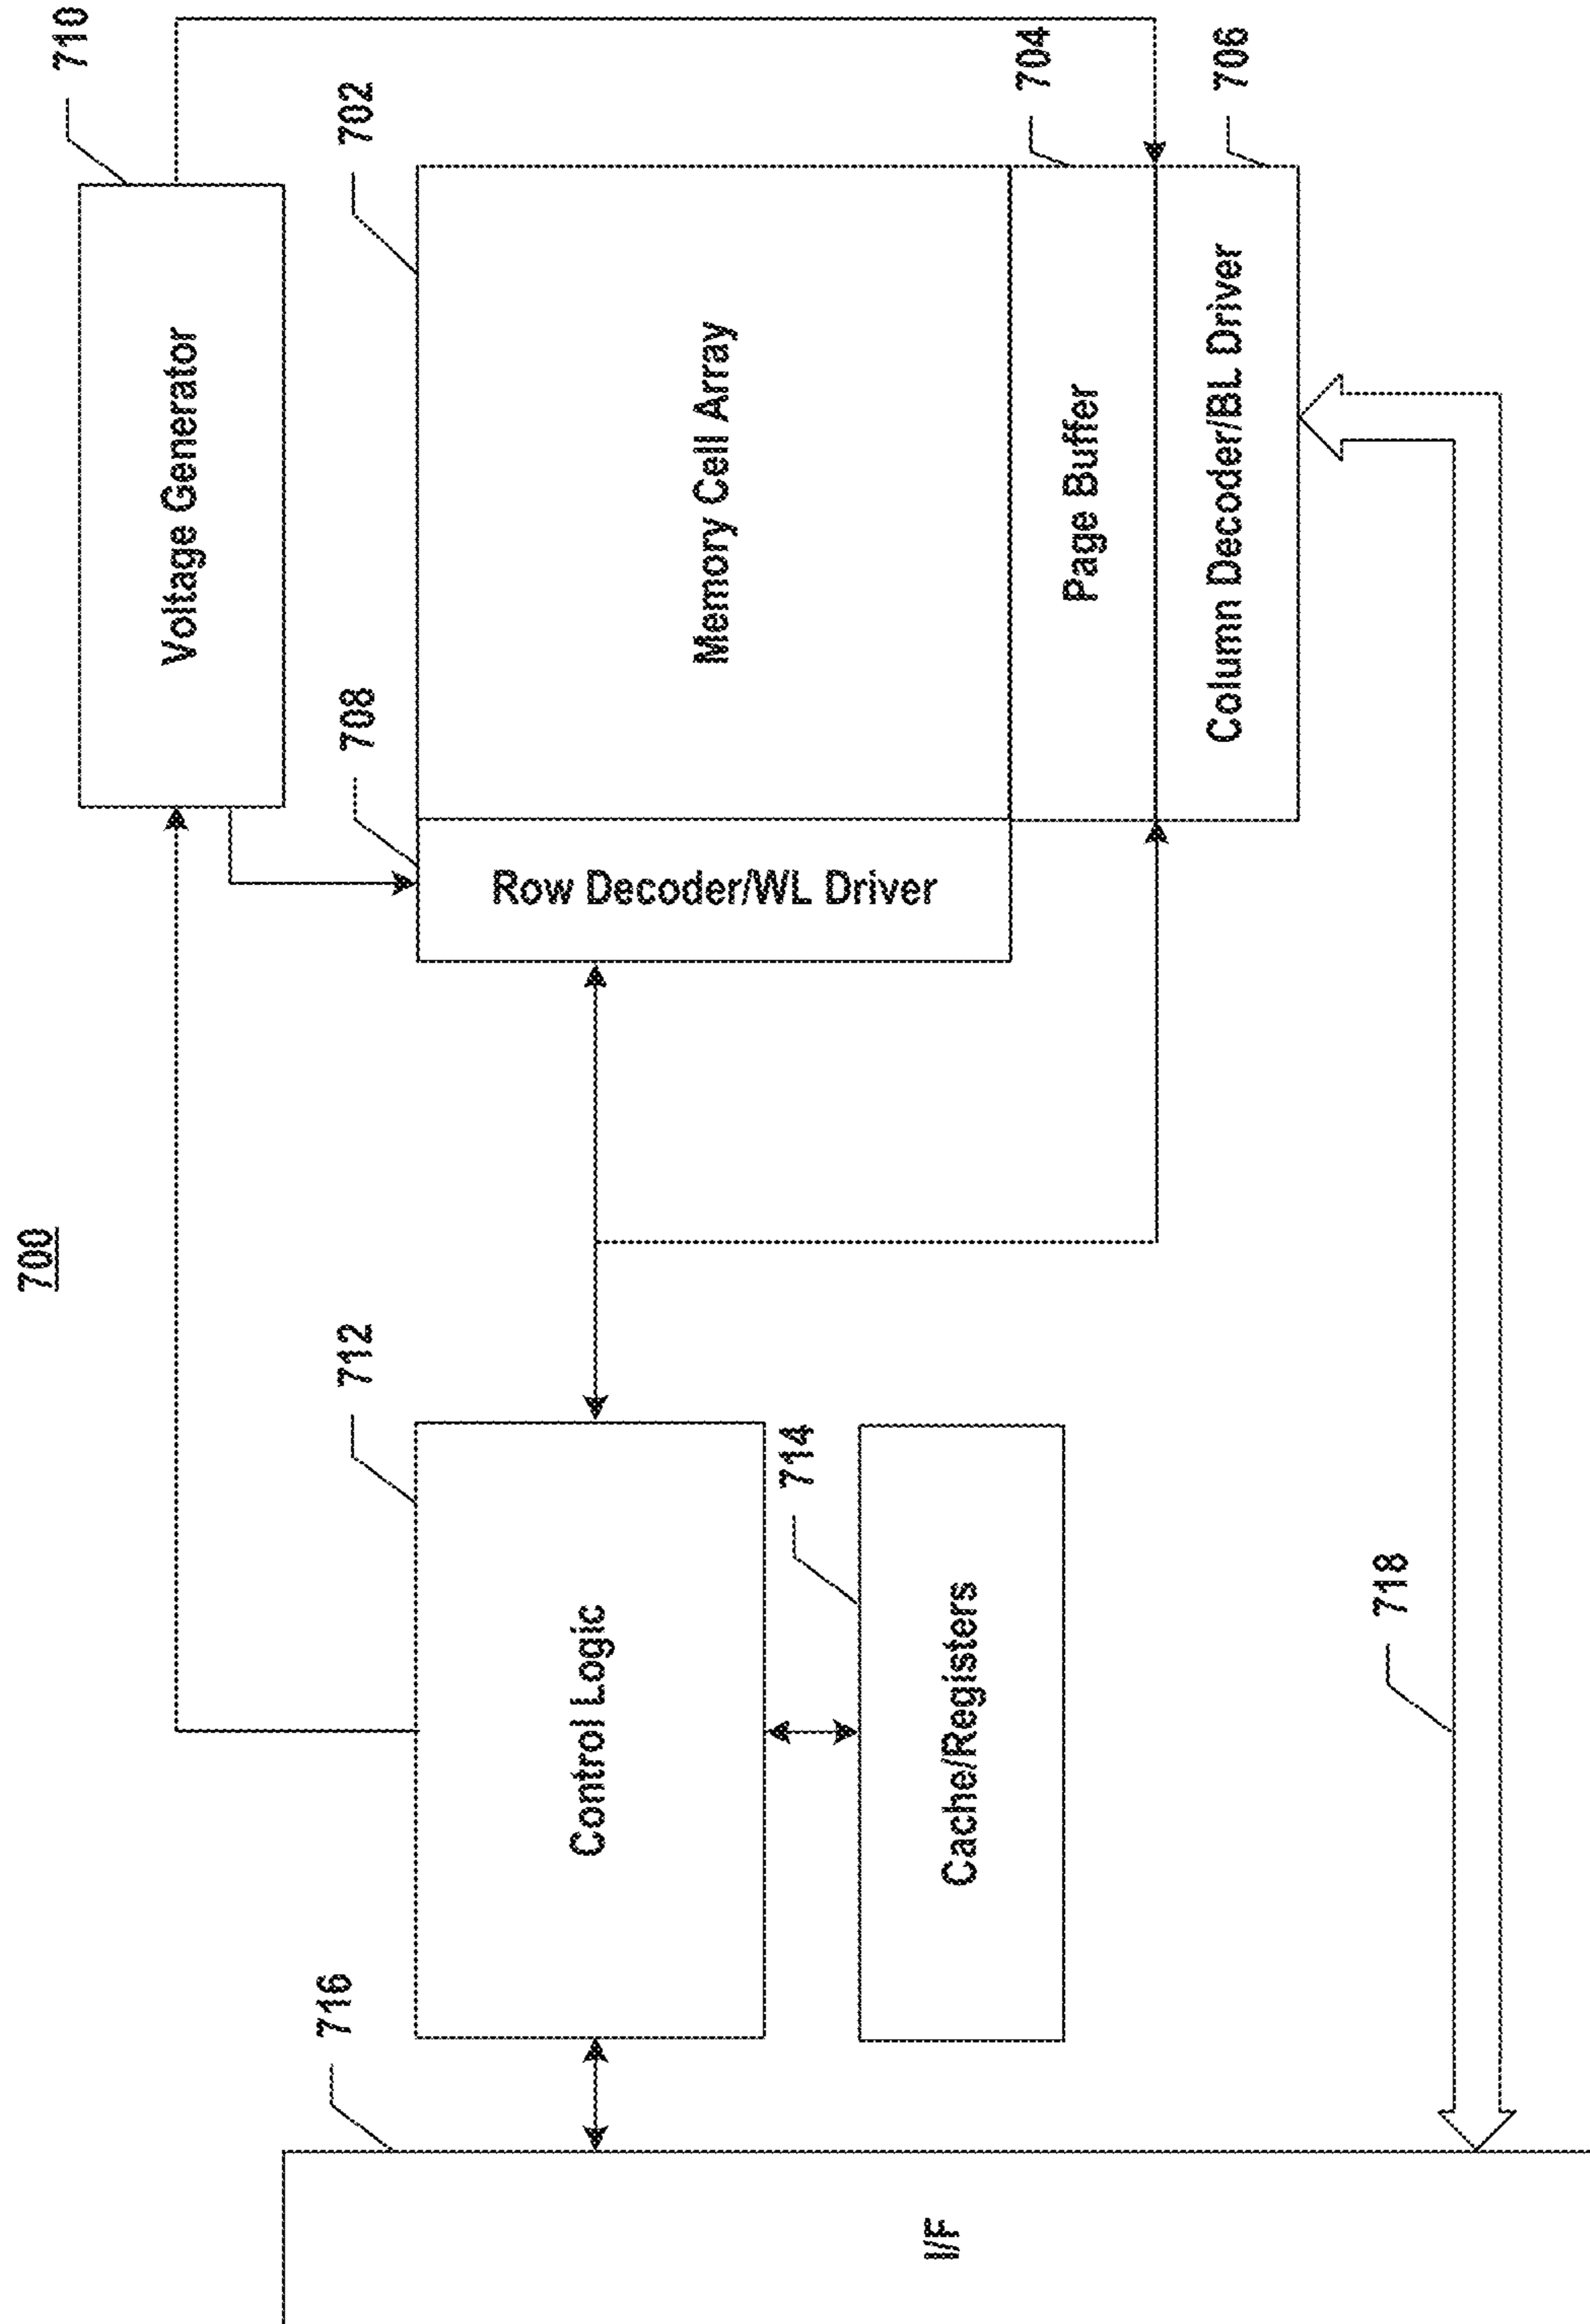 700
710
Voltage Generator
702
708
Memory Cell Array
Row Decoder/WL Driver
704
Page Buffer
706
Column Decoder/BL Driver
712
Control Logic
714
Cache/Registers
716
I/F
718